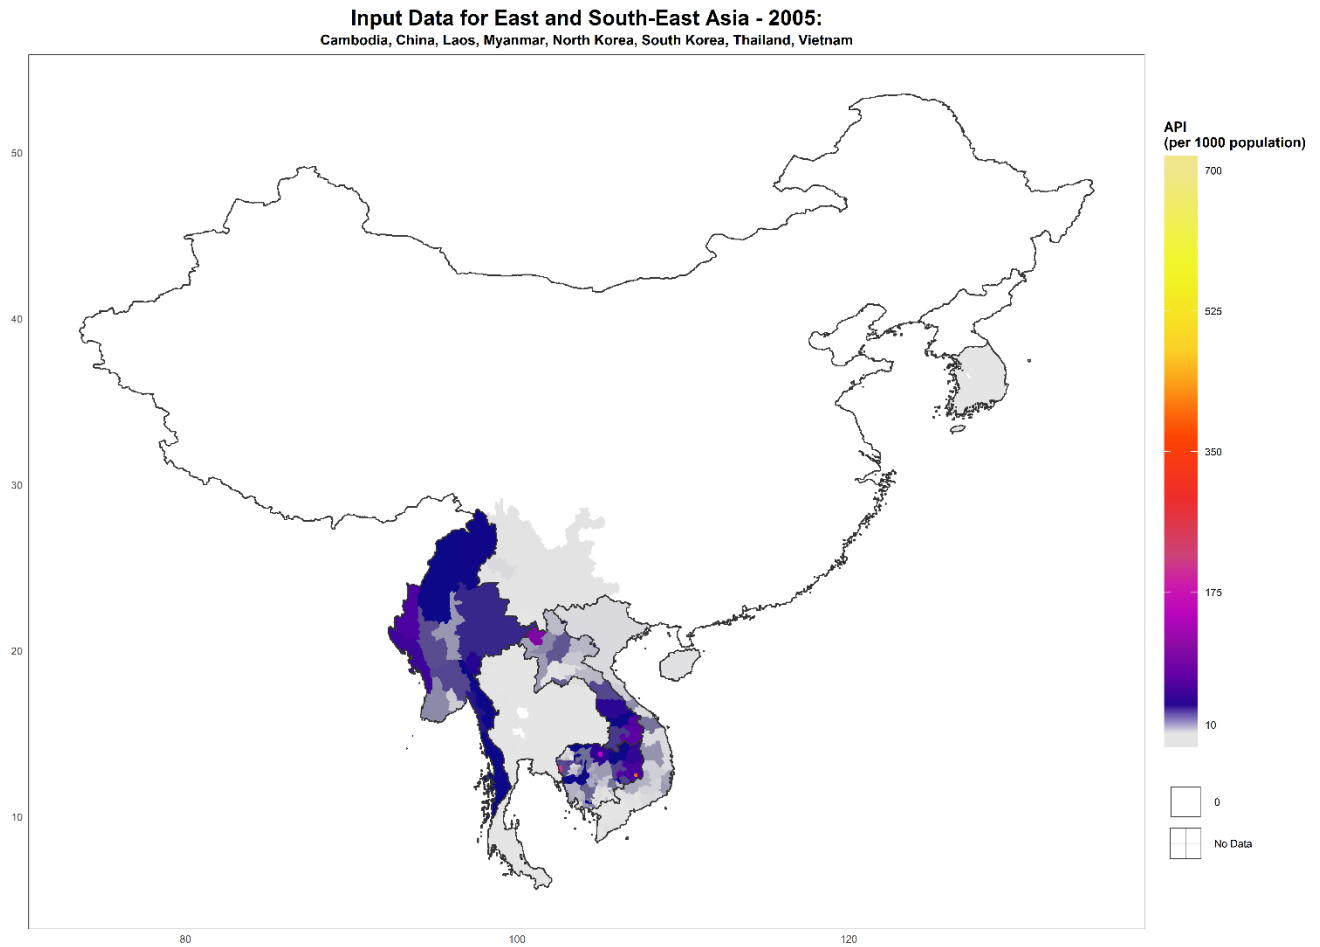 Input Data for East and South-East Asia - 2005:
Cambodia, China, Laos, Myanmar, North Korea, South Korea, Thailand, Vietnam
50
40
30
20
10
80
100
120
API
(per 1000 population)
700
525
350
175
10
0
No Data